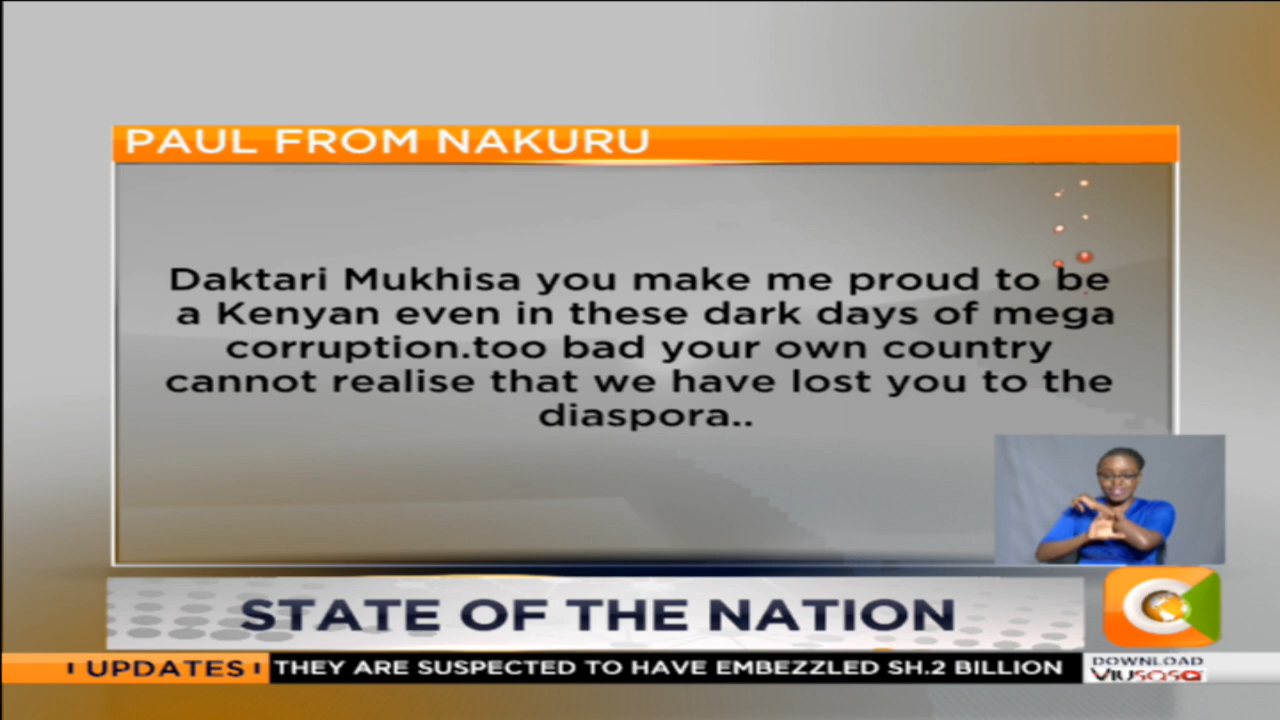 PAUL FROM NAKURU
Daktari Mukhisa you make me proud to be
a Kenyan even in these dark days of mega
corruption.too bad your own country
cannot realise that we have lost you to the
diaspora..
STATE OF THE NATION
UPDATES THEY ARE SUSPECTED TO HAVE EMBEZZLED SH.2 BILLION
DOWNLOAD
VIUSASA